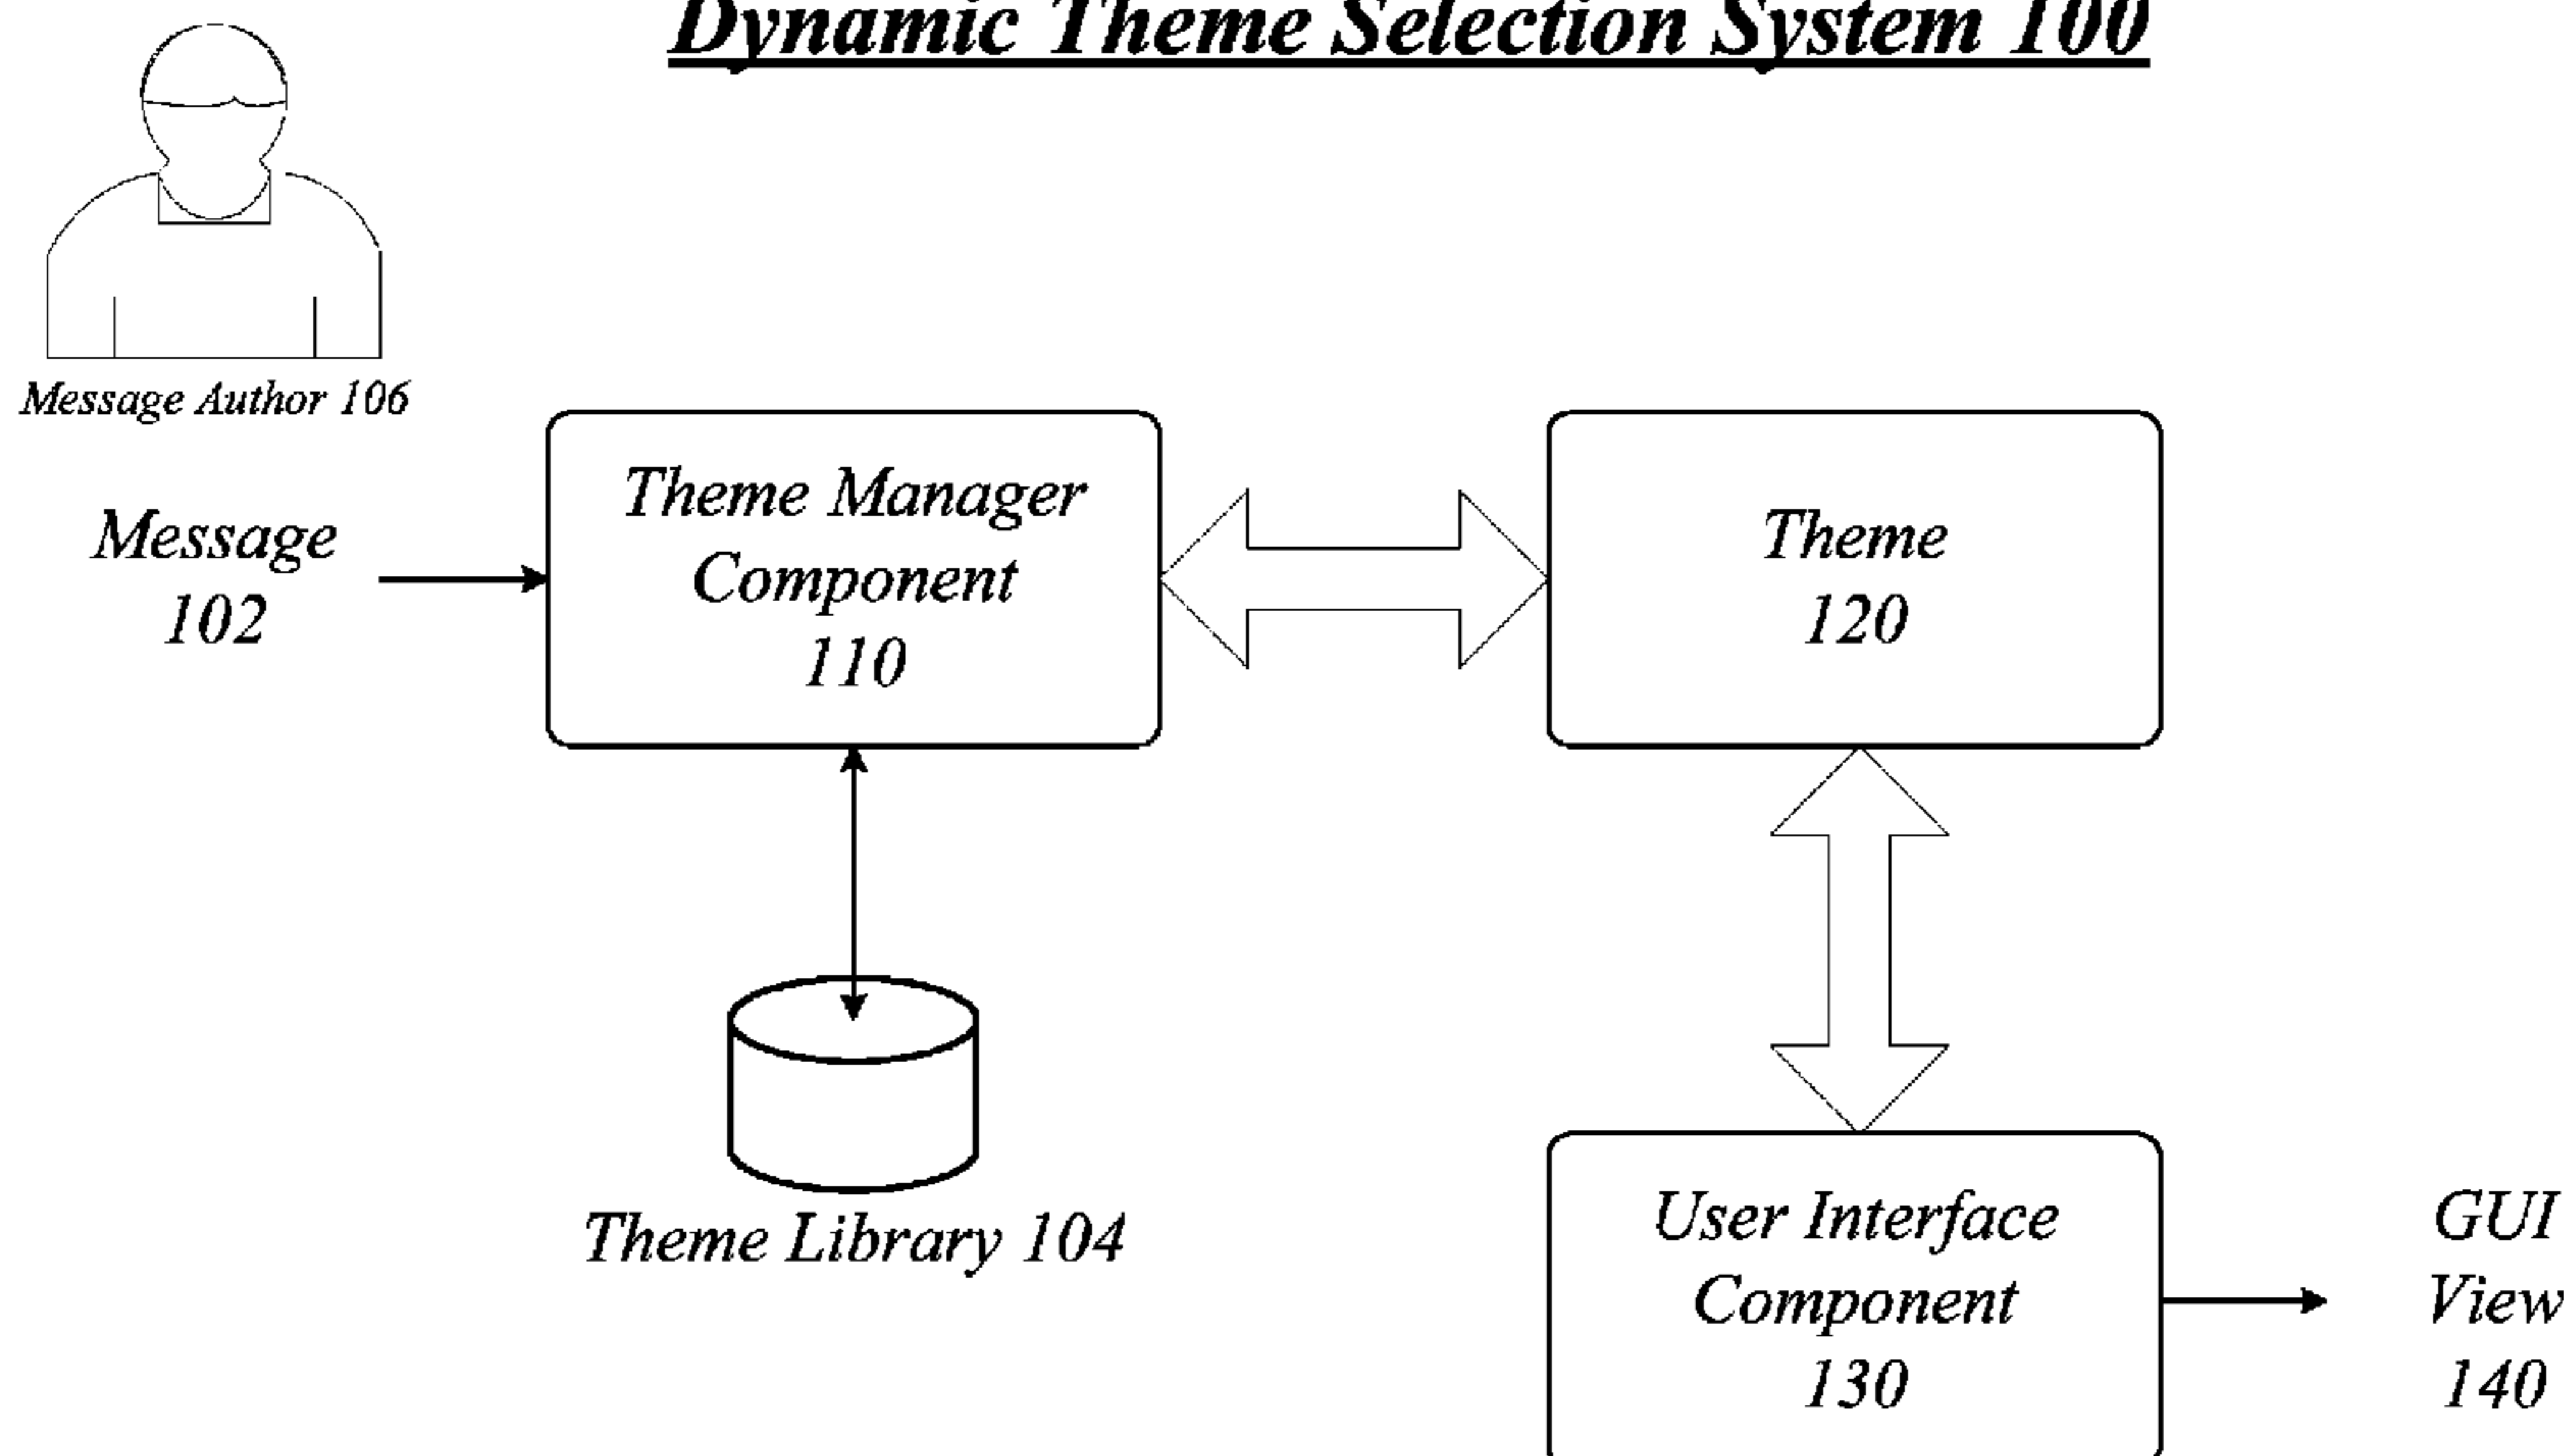 Dynamic Theme Selection System 100
Message Author 106
Message
102
Theme Manager
Component
110
Theme
120
Theme Library 104
User Interface
Component
130
GUI
View
140